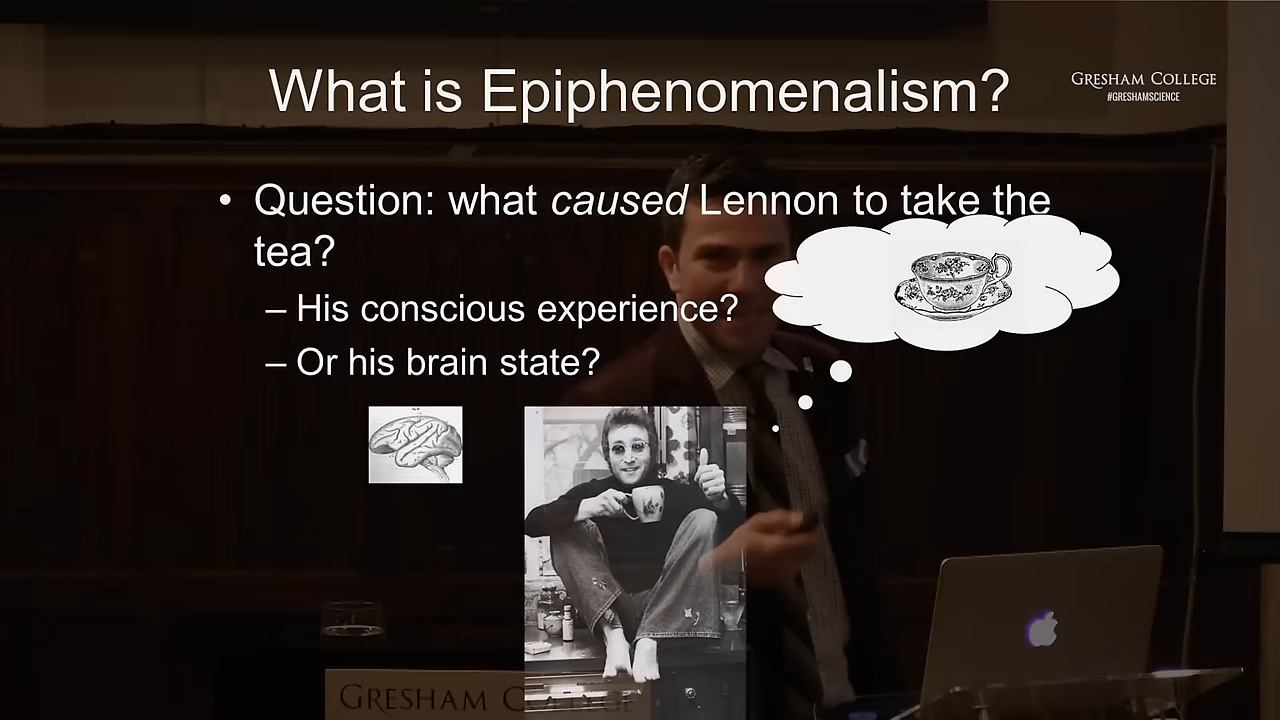 What is Epiphenomenalism?
GRESHAM COLLEGE
#GRESHAMSCIENCE
• Question: what caused Lennon to take the
tea?
– His conscious experience?
– Or his brain state?
GRESHAM COLLEGE